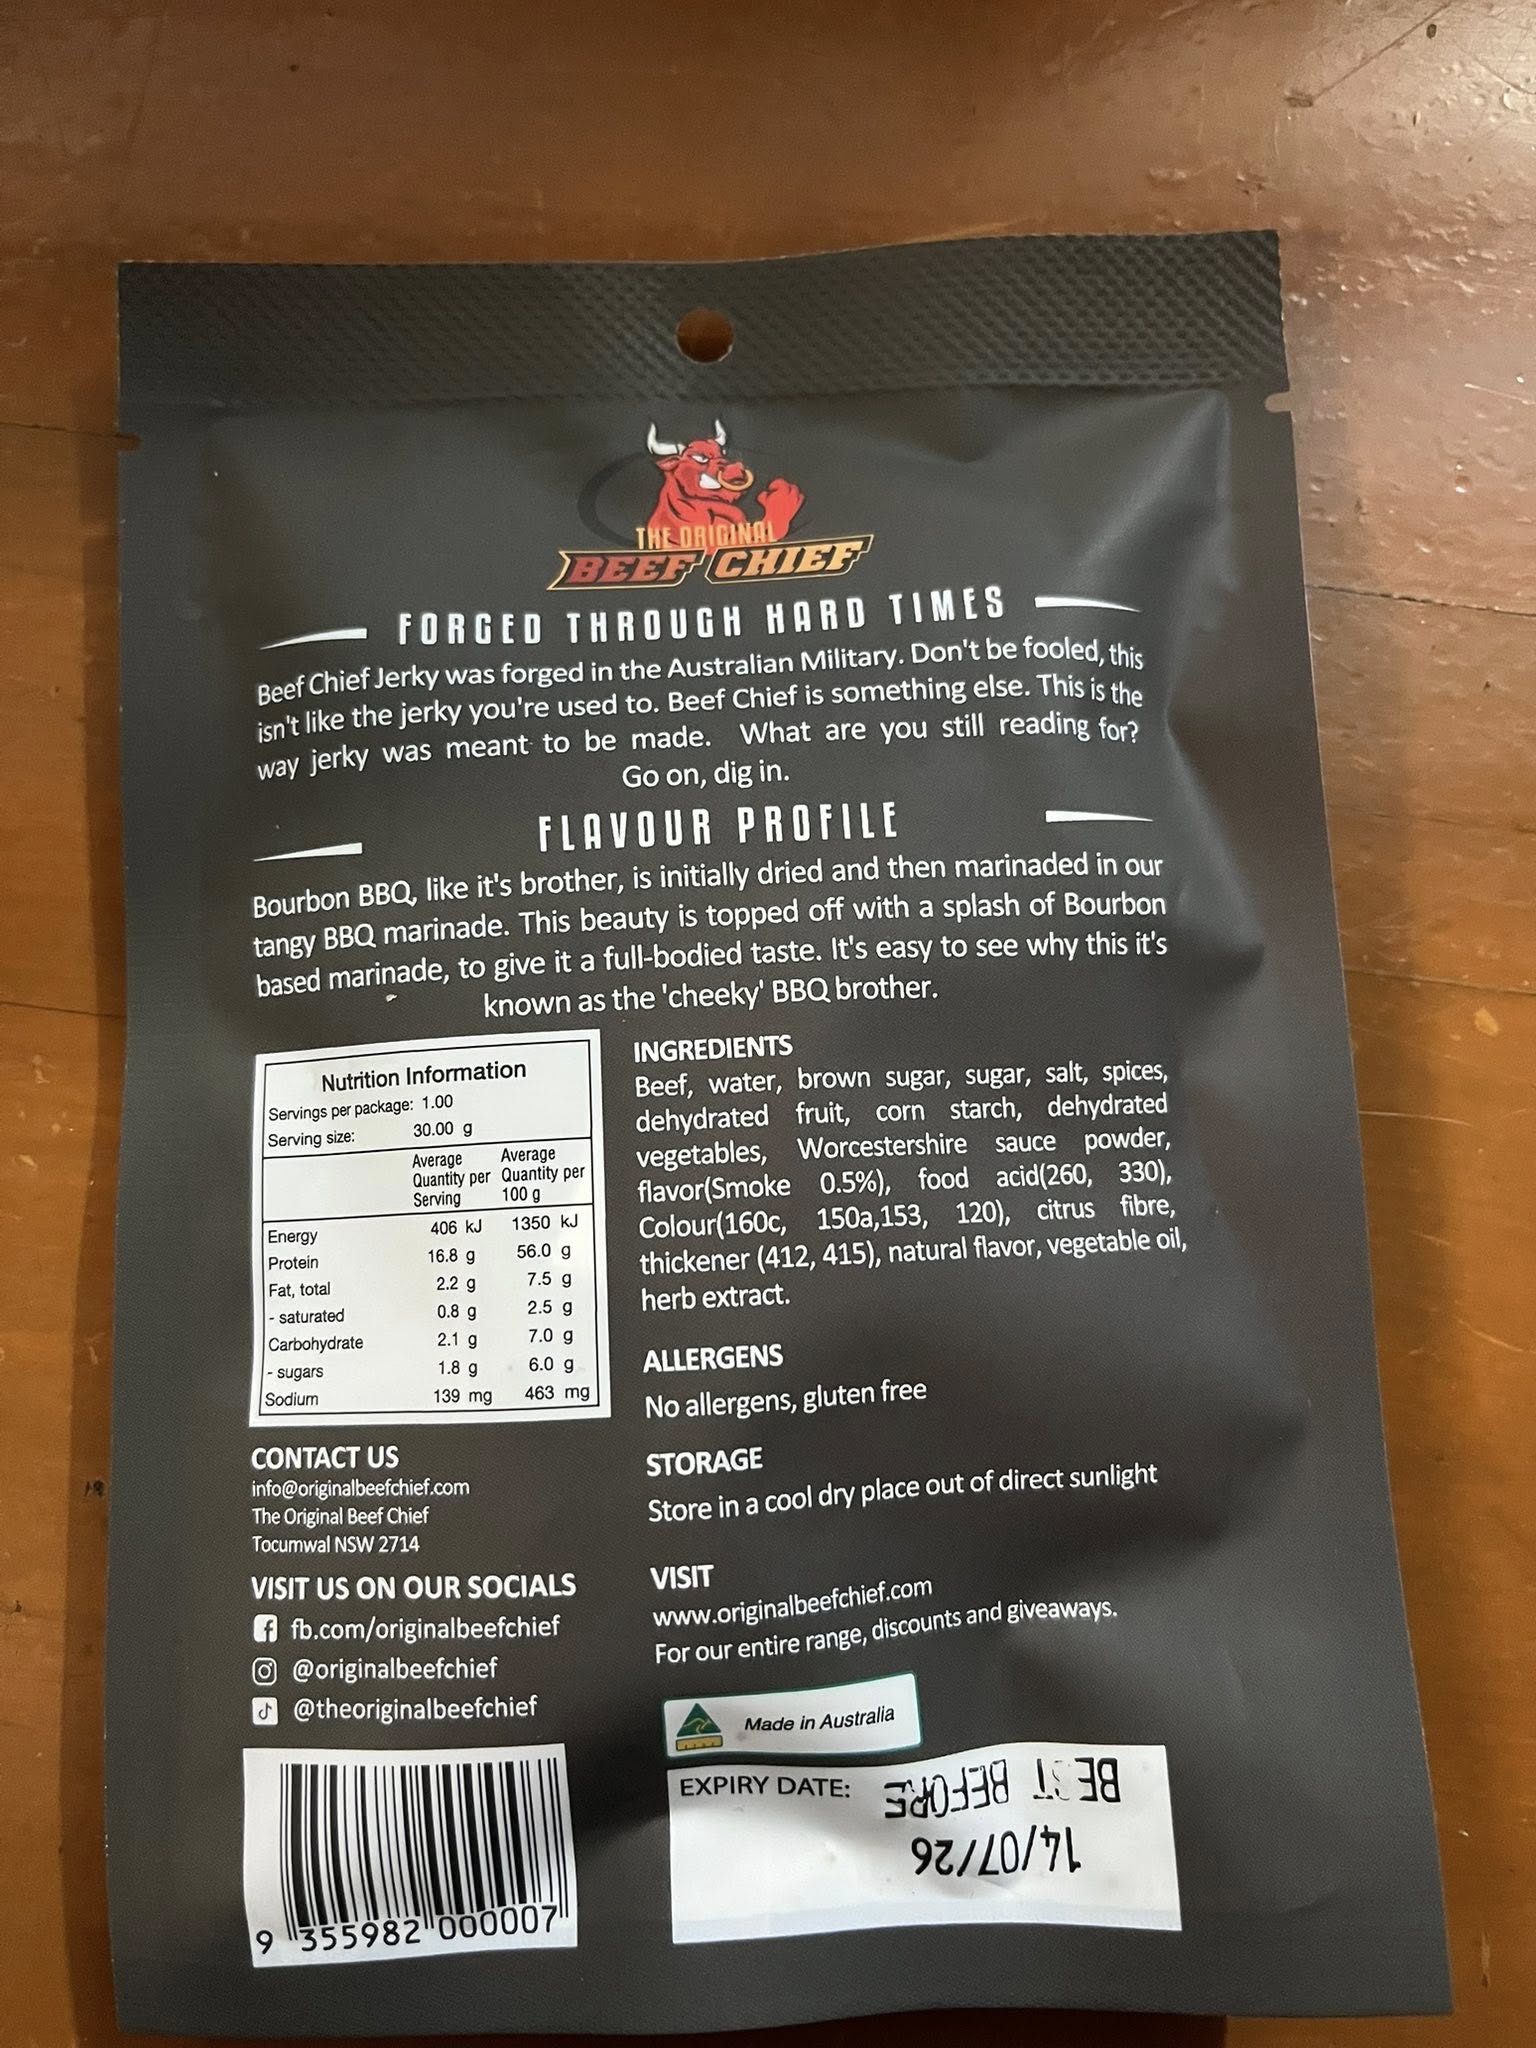 THE ORIGINAL
BEEF CHIEF
FORGED THROUGH HARD TIMES
Beef Chief Jerky was forged in the Australian Military. Don't be fooled, this
isn't like the jerky you're used to. Beef Chief is something else. This is the
way jerky was meant to be made. What are you still reading for?
Go on, dig in.
FLAVOUR PROFILE
Bourbon BBQ, like it's brother, is initially dried and then marinaded in our
tangy BBQ marinade. This beauty is topped off with a splash of Bourbon
based marinade, to give it a full-bodied taste. It's easy to see why this it's
known as the 'cheeky' BBQ brother.
Nutrition Information
Servings per package: 1.00
Serving size: 30.00 g
Average Quantity per Serving Average Quantity per 100 g
Energy 406 kJ 1350 kJ
Protein 16.8 g 56.0 g
Fat, total 2.2 g 7.5 g
- saturated 0.8 g 2.5 g
Carbohydrate 2.1 g 7.0 g
- sugars 1.8 g 6.0 g
Sodium 139 mg 463 mg
INGREDIENTS
Beef, water, brown sugar, sugar, salt, spices,
dehydrated fruit, corn starch, dehydrated
vegetables, Worcestershire sauce powder,
flavor(Smoke 0.5%), food acid(260, 330),
Colour(160c, 150a,153, 120), citrus fibre,
thickener (412, 415), natural flavor, vegetable oil,
herb extract.
ALLERGENS
No allergens, gluten free
STORAGE
Store in a cool dry place out of direct sunlight
VISIT
www.originalbeefchief.com
For our entire range, discounts and giveaways.
CONTACT US
info@originalbeefchief.com
The Original Beef Chief
Tocumwal NSW 2714
VISIT US ON OUR SOCIALS
fb.com/originalbeefchief
@originalbeefchief
@theoriginalbeefchief
Made in Australia
EXPIRY DATE:
BEST BEFORE
14/07/26
9 355982 000007